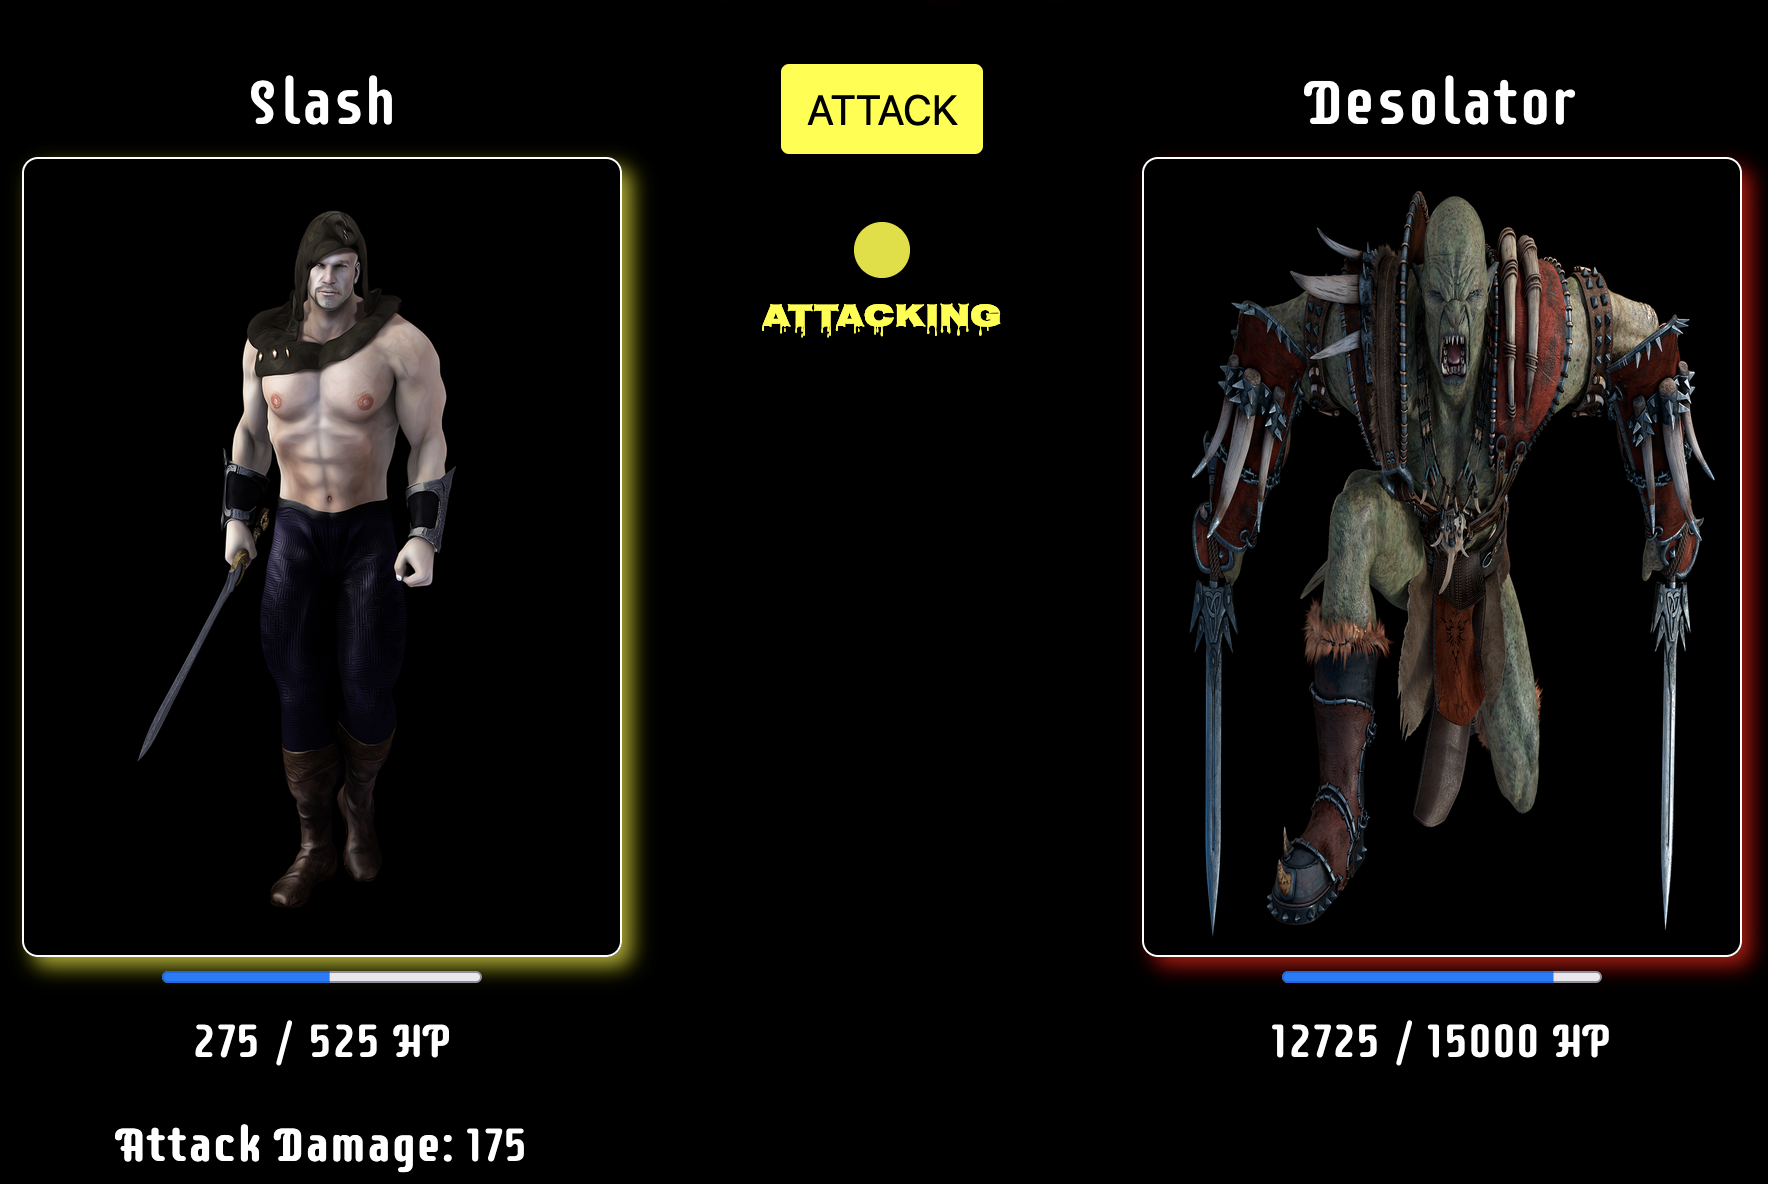 Slash
ATTACK
Desolator
ATTACKING
275 / 525 HP
12725 / 15000 HP
Attack Damage: 175